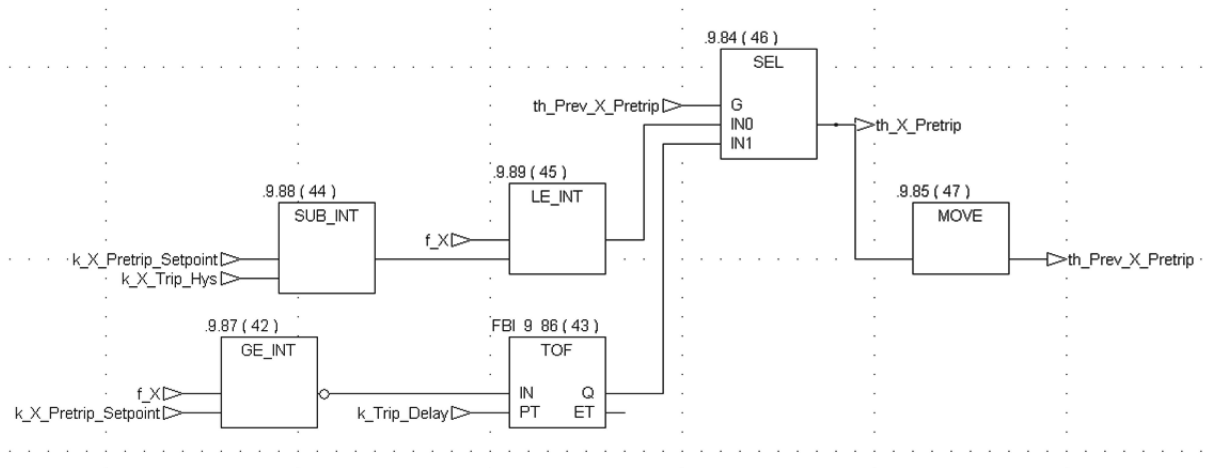 .9.84 ( 46 )
SEL
th_Prev_X_Pretrip
G
IN0
IN1
th_X_Pretrip
.9.89 ( 45 )
LE_INT
f_X
.9.88 ( 44 )
SUB_INT
k_X_Pretrip_Setpoint
k_X_Trip_Hys
.9.85 ( 47 )
MOVE
th_Prev_X_Pretrip
.9.87 ( 42 )
GE_INT
f_X
k_X_Pretrip_Setpoint
FBI 9 86 ( 43 )
TOF
IN Q
k_Trip_Delay
PT ET